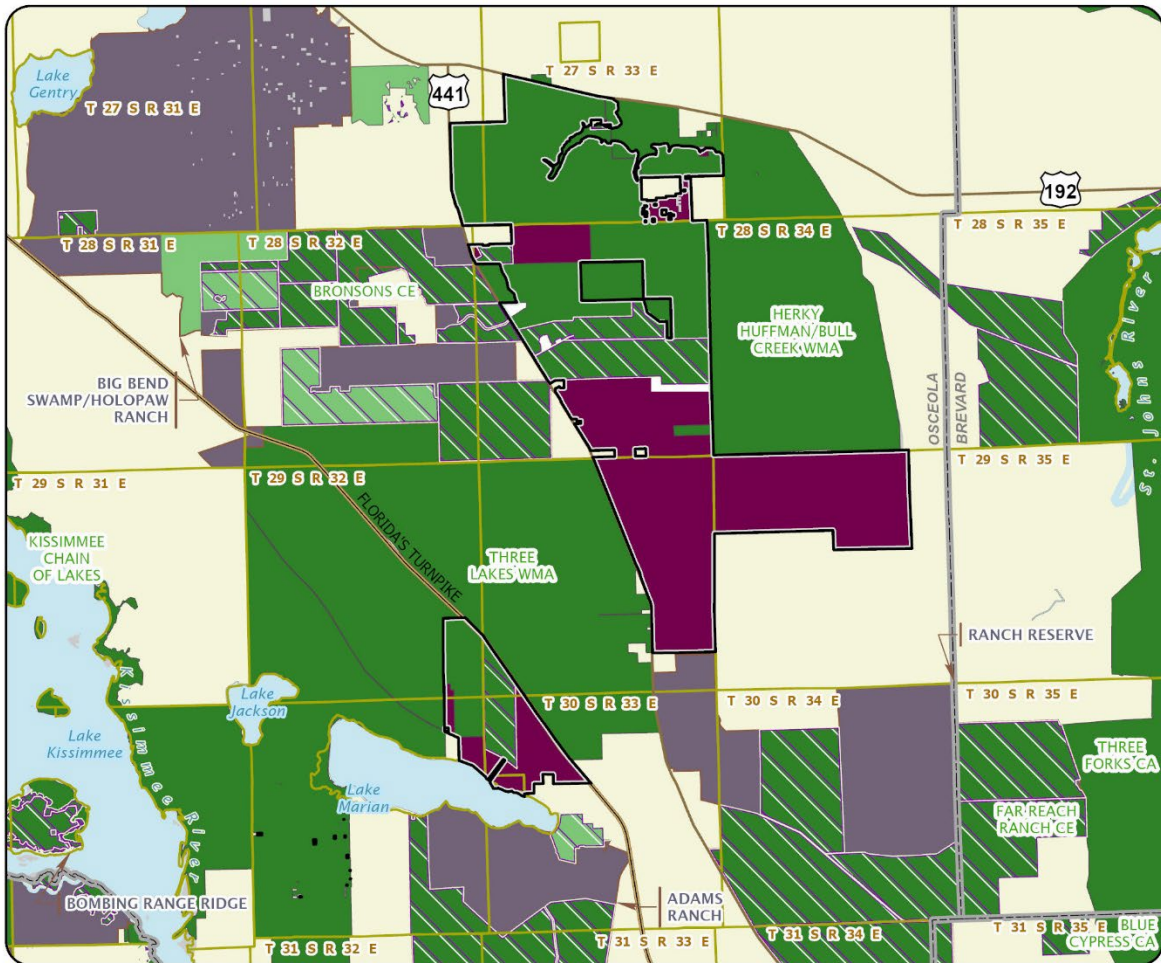 Lake
Gentry
T 27 S R 31 E
441
T 27 S R 33 E
192
T 28 S R 31 E
T 28 S R 32 E
T 28 S R 34 E
T 28 S R 35 E
BRONSONS CE
HERKY
HUFFMAN/BULL
CREEK WMA
BIG BEND
SWAMP/HOLOPAW
RANCH
OSCEOLA
BREVARD
St. Johns River
T 29 S R 31 E
T 29 S R 32 E
T 29 S R 35 E
KISSIMMEE
CHAIN
OF LAKES
FLORIDA'S TURNPIKE
THREE
LAKES WMA
RANCH RESERVE
Kissimmee River
Lake
Jackson
T 30 S R 33 E
T 30 S R 34 E
T 30 S R 35 E
Lake
Kissimmee
Lake
Marian
THREE
FORKS CA
FAR REACH
RANCH CE
BOMBING RANGE RIDGE
ADAMS
RANCH
T 31 S R 32 E
T 31 S R 33 E
T 31 S R 34 E
T 31 S R 35 E
BLUE
CYPRESS CA